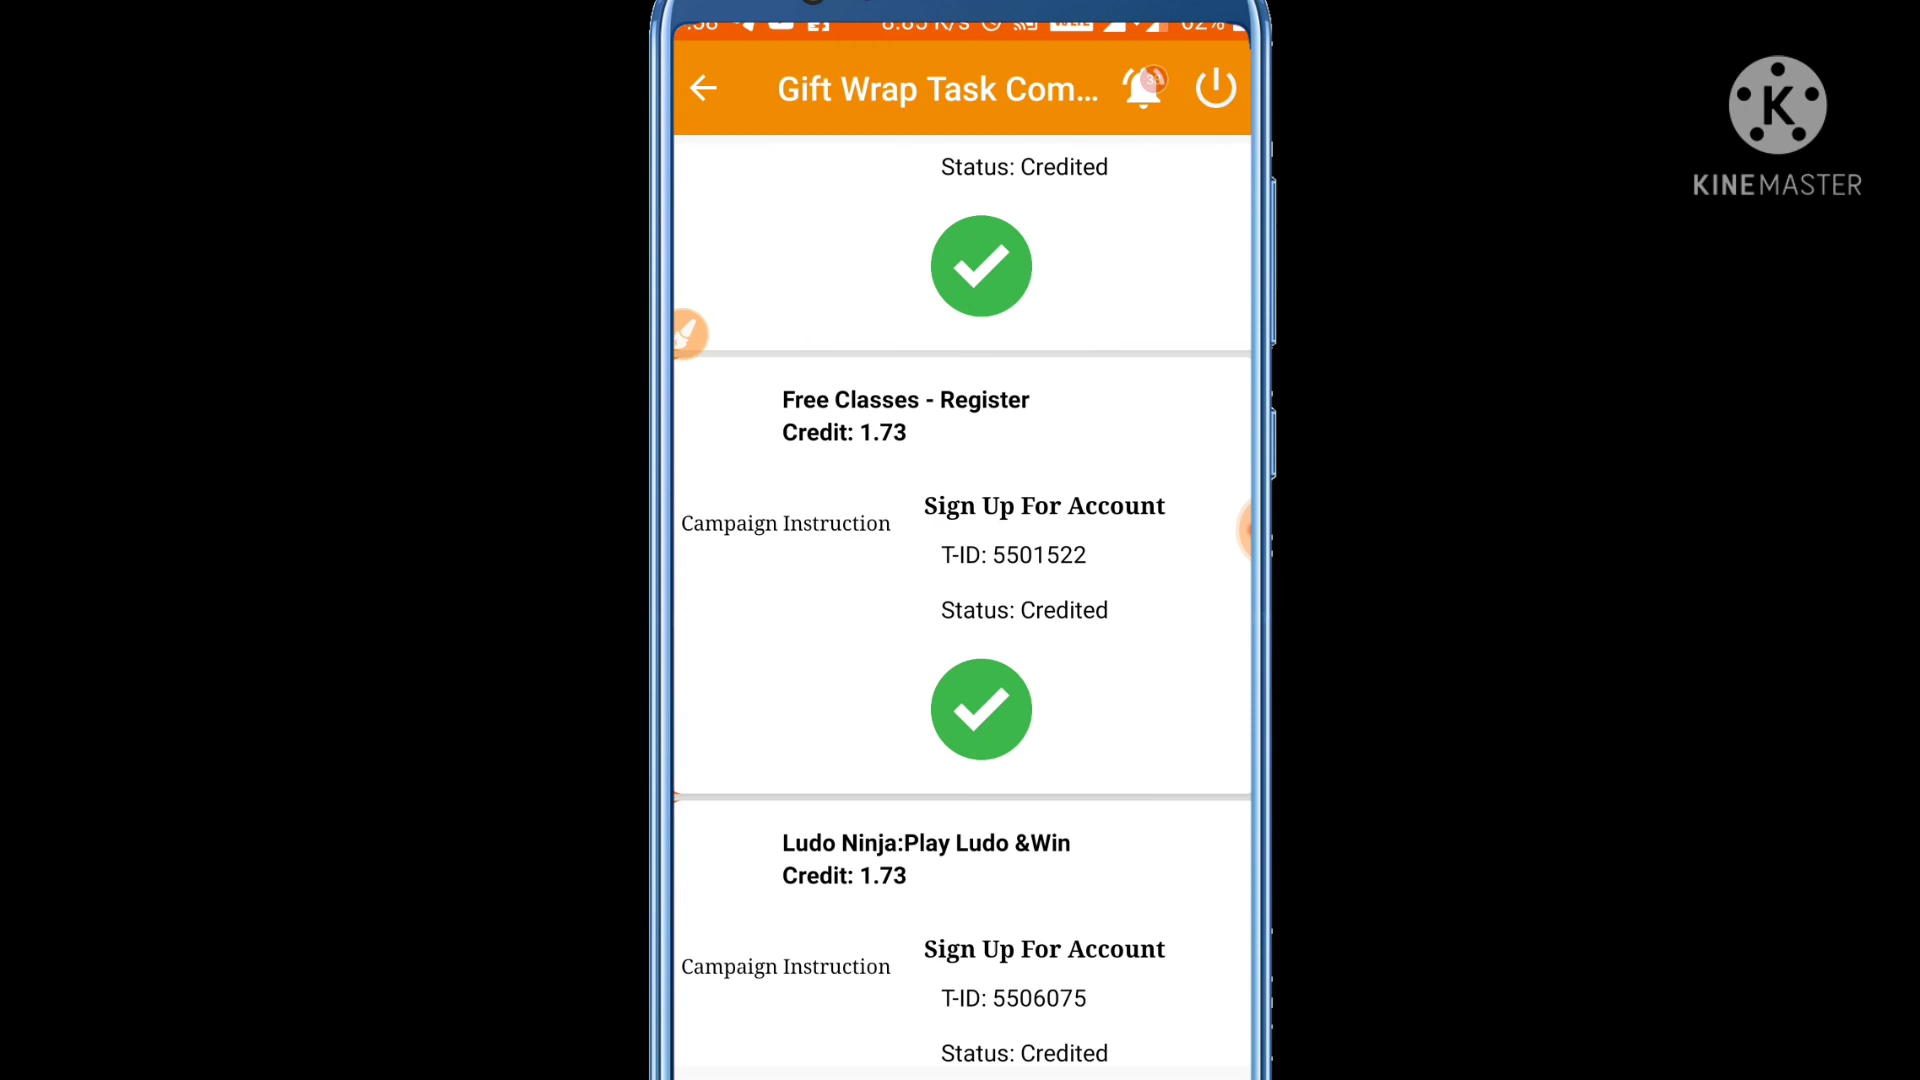 Gift Wrap Task Com...
KINEMASTER
Status: Credited
Free Classes - Register
Credit: 1.73
Sign Up For Account
Campaign Instruction
T-ID: 5501522
Status: Credited
Ludo Ninja:Play Ludo &Win
Credit: 1.73
Sign Up For Account
Campaign Instruction
T-ID: 5506075
Status: Credited